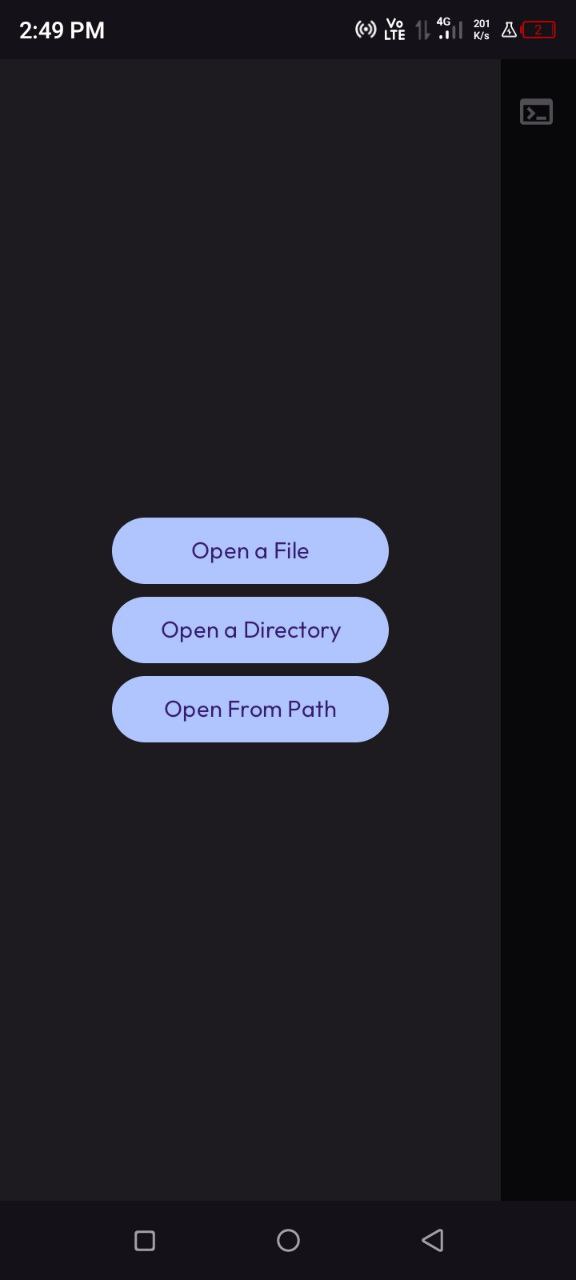 2:49 PM
Vo
LTE
4G
201
K/s
2
Open a File
Open a Directory
Open From Path